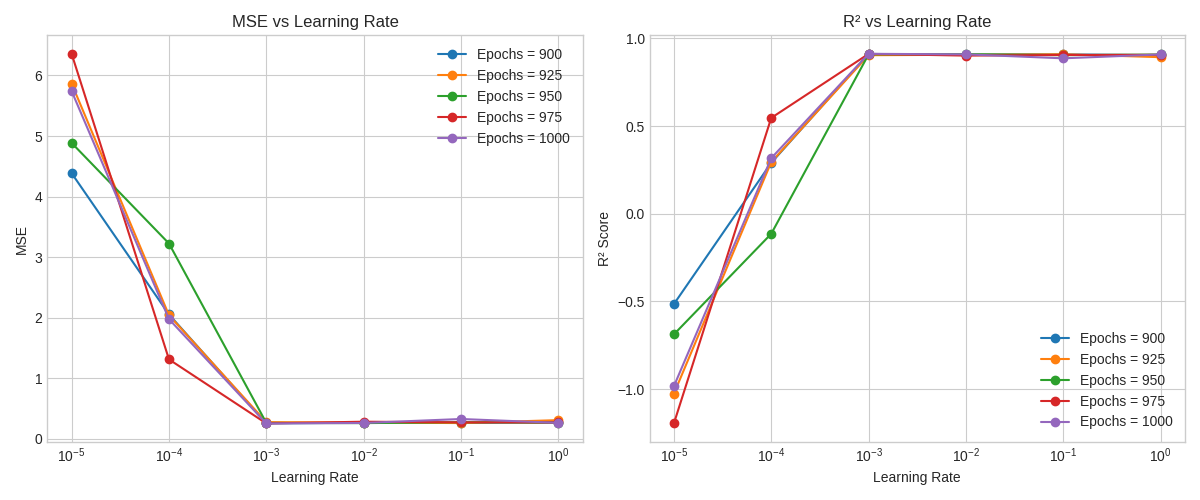 MSE vs Learning Rate
MSE
6
5
4
3
2
1
0
Epochs = 900
Epochs = 925
Epochs = 950
Epochs = 975
Epochs = 1000
10⁻⁵ 10⁻⁴ 10⁻³ 10⁻² 10⁻¹ 10⁰
Learning Rate
R² vs Learning Rate
R² Score
1.0
0.5
0.0
−0.5
−1.0
Epochs = 900
Epochs = 925
Epochs = 950
Epochs = 975
Epochs = 1000
10⁻⁵ 10⁻⁴ 10⁻³ 10⁻² 10⁻¹ 10⁰
Learning Rate